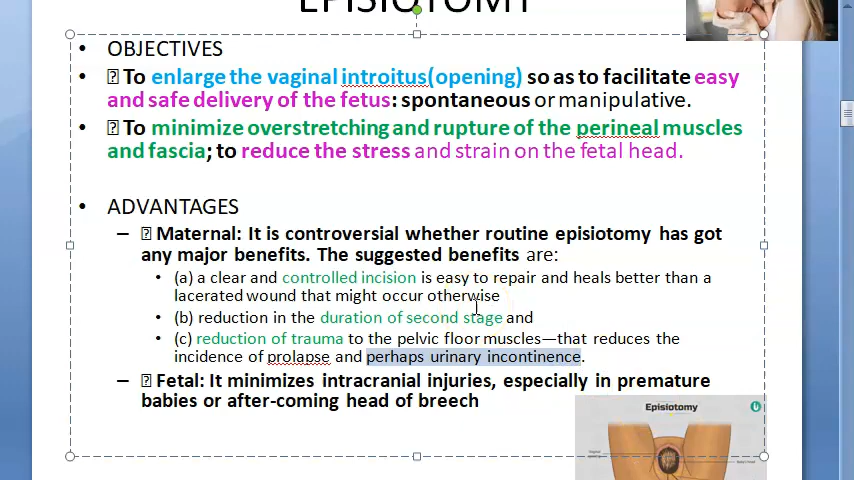 EPISIOTOMY
OBJECTIVES
To enlarge the vaginal introitus(opening) so as to facilitate easy
and safe delivery of the fetus: spontaneous or manipulative.
To minimize overstretching and rupture of the perineal muscles
and fascia; to reduce the stress and strain on the fetal head.
ADVANTAGES
– Maternal: It is controversial whether routine episiotomy has got
any major benefits. The suggested benefits are:
• (a) a clear and controlled incision is easy to repair and heals better than a
lacerated wound that might occur otherwise
• (b) reduction in the duration of second stage and
• (c) reduction of trauma to the pelvic floor muscles—that reduces the
incidence of prolapse and perhaps urinary incontinence.
– Fetal: It minimizes intracranial injuries, especially in premature
babies or after-coming head of breech
Episiotomy